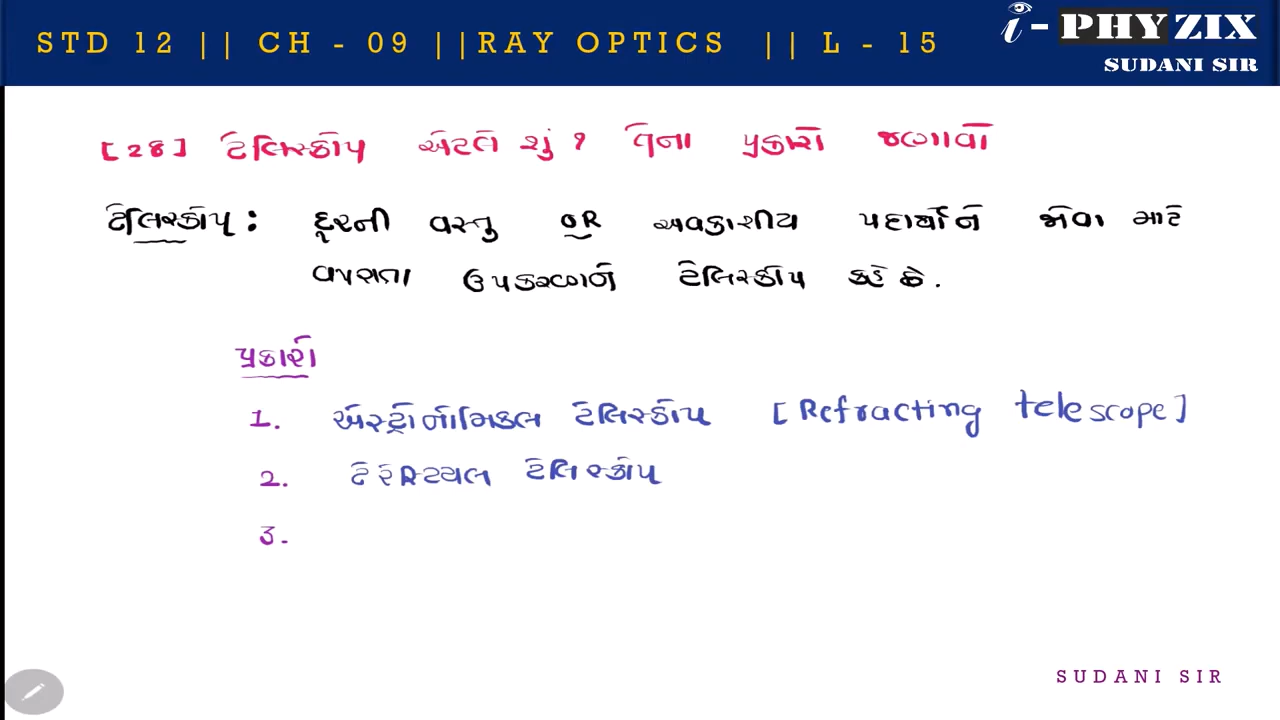 STD 12 || CH - 09 ||RAY OPTICS || L - 15
i-PHYZIX
SUDANI SIR
[28] ટેલિસ્કોપ એટલે શું? તેના પ્રકારો જણાવો
ટેલિસ્કોપ: દૂરની વસ્તુ OR અવકાશીય પદાર્થોને જોવા માટે
વપરાતા ઉપકરણને ટેલિસ્કોપ કહે છે.
પ્રકારો
1. એસ્ટ્રોનોમિકલ ટેલિસ્કોપ [Refracting telescope]
2. ટેરેસ્ટિયલ ટેલિસ્કોપ
3.
SUDANI SIR